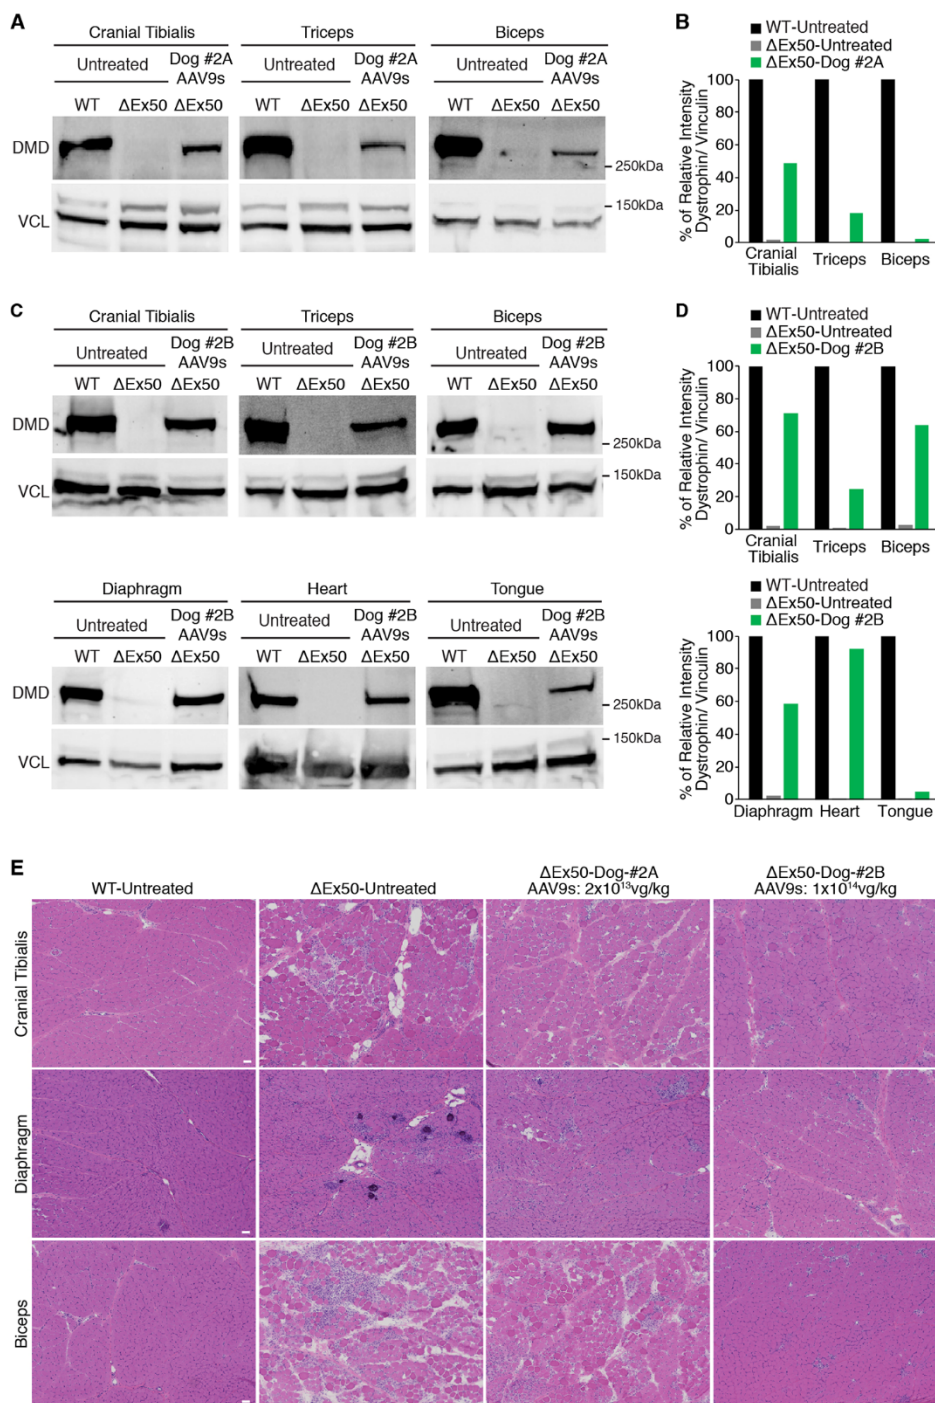 A
Cranial Tibialis
Triceps
Biceps
Untreated
Dog #2A
AAV9s
Untreated
Dog #2A
AAV9s
Untreated
Dog #2A
AAV9s
WT ΔEx50 ΔEx50
WT ΔEx50 ΔEx50
WT ΔEx50 ΔEx50
DMD
250kDa
150kDa
VCL
B
WT-Untreated
ΔEx50-Untreated
ΔEx50-Dog #2A
% of Relative Intensity
Dystrophin/ Vinculin
100
80
60
40
20
0
Cranial
Tibialis
Triceps
Biceps
C
Cranial Tibialis
Triceps
Biceps
Untreated
Dog #2B
AAV9s
Untreated
Dog #2B
AAV9s
Untreated
Dog #2B
AAV9s
WT ΔEx50 ΔEx50
WT ΔEx50 ΔEx50
WT ΔEx50 ΔEx50
DMD
250kDa
150kDa
VCL
Diaphragm
Heart
Tongue
Untreated
Dog #2B
AAV9s
Untreated
Dog #2B
AAV9s
Untreated
Dog #2B
AAV9s
WT ΔEx50 ΔEx50
WT ΔEx50 ΔEx50
WT ΔEx50 ΔEx50
DMD
250kDa
150kDa
VCL
D
WT-Untreated
ΔEx50-Untreated
ΔEx50-Dog #2B
% of Relative Intensity
Dystrophin/ Vinculin
100
80
60
40
20
0
Cranial
Tibialis
Triceps
Biceps
WT-Untreated
ΔEx50-Untreated
ΔEx50-Dog #2B
% of Relative Intensity
Dystrophin/ Vinculin
100
80
60
40
20
0
Diaphragm
Heart
Tongue
E
WT-Untreated
ΔEx50-Untreated
ΔEx50-Dog-#2A
AAV9s: 2x10¹³vg/kg
ΔEx50-Dog-#2B
AAV9s: 1x10¹⁴vg/kg
Cranial Tibialis
Diaphragm
Biceps